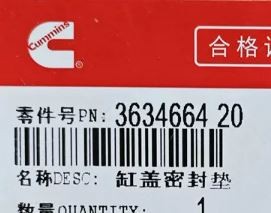 Cummins
®
合格证
零件号PN: 3634664 20
名称DESC: 缸盖密封垫
数量QUANTITY: 1